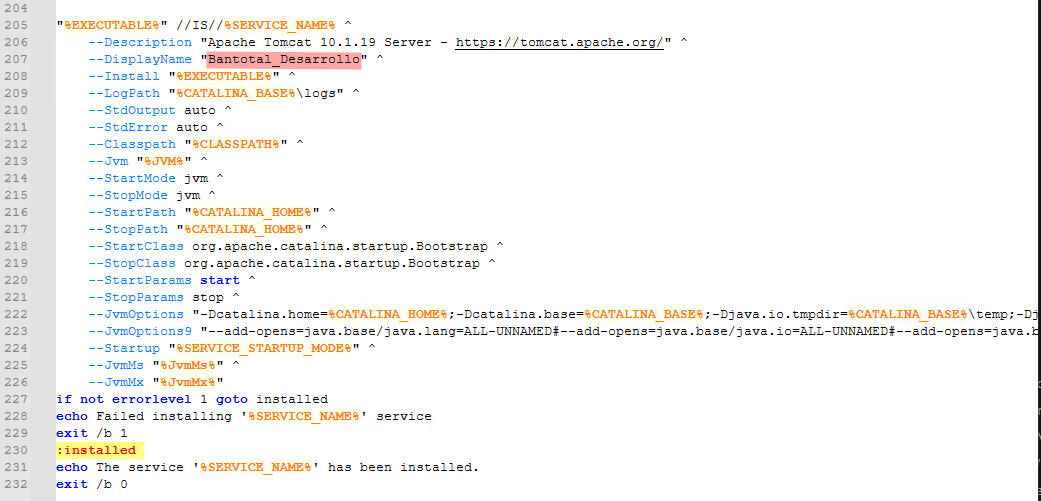 204
205 "%EXECUTABLE%" //IS//%SERVICE_NAME% ^
206     --Description "Apache Tomcat 10.1.19 Server - https://tomcat.apache.org/" ^
207     --DisplayName "Bantotal_Desarrollo" ^
208     --Install "%EXECUTABLE%" ^
209     --LogPath "%CATALINA_BASE%\logs" ^
210     --StdOutput auto ^
211     --StdError auto ^
212     --Classpath "%CLASSPATH%" ^
213     --Jvm "%JVM%" ^
214     --StartMode jvm ^
215     --StopMode jvm ^
216     --StartPath "%CATALINA_HOME%" ^
217     --StopPath "%CATALINA_HOME%" ^
218     --StartClass org.apache.catalina.startup.Bootstrap ^
219     --StopClass org.apache.catalina.startup.Bootstrap ^
220     --StartParams start ^
221     --StopParams stop ^
222     --JvmOptions "-Dcatalina.home=%CATALINA_HOME%;-Dcatalina.base=%CATALINA_BASE%;-Djava.io.tmpdir=%CATALINA_BASE%\temp;-Dj
223     --JvmOptions9 "--add-opens=java.base/java.lang=ALL-UNNAMED#--add-opens=java.base/java.io=ALL-UNNAMED#--add-opens=java.b
224     --Startup "%SERVICE_STARTUP_MODE%" ^
225     --JvmMs "%JvmMs%" ^
226     --JvmMx "%JvmMx%"
227 if not errorlevel 1 goto installed
228 echo Failed installing '%SERVICE_NAME%' service
229 exit /b 1
230 :installed
231 echo The service '%SERVICE_NAME%' has been installed.
232 exit /b 0